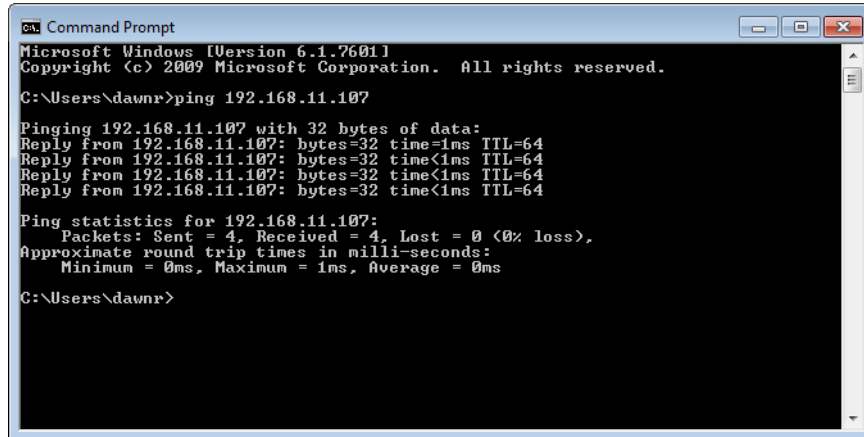 Command Prompt
Microsoft Windows [Version 6.1.7601]
Copyright (c) 2009 Microsoft Corporation.  All rights reserved.
C:\Users\dawnr>ping 192.168.11.107
Pinging 192.168.11.107 with 32 bytes of data:
Reply from 192.168.11.107: bytes=32 time=1ms TTL=64
Reply from 192.168.11.107: bytes=32 time<1ms TTL=64
Reply from 192.168.11.107: bytes=32 time<1ms TTL=64
Reply from 192.168.11.107: bytes=32 time<1ms TTL=64
Ping statistics for 192.168.11.107:
    Packets: Sent = 4, Received = 4, Lost = 0 (0% loss),
Approximate round trip times in milli-seconds:
    Minimum = 0ms, Maximum = 1ms, Average = 0ms
C:\Users\dawnr>